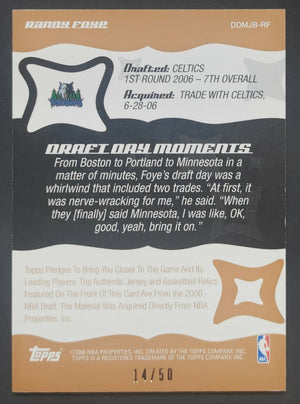 RANDY FOYE
DDMJB-RF
Drafted: CELTICS
1ST ROUND 2006 – 7TH OVERALL
Acquired: TRADE WITH CELTICS,
6-28-06
DRAFT DAY MOMENTS
From Boston to Portland to Minnesota in
a matter of minutes, Foye's draft day was
a whirlwind that included two trades. "At first, it
was nerve-wracking for me," he said. "When
they [finally] said Minnesota, I was like, OK,
good, yeah, bring it on."
Topps Pledges To Bring You Closer To The Game And Its
Leading Players. The Authentic Jersey and Basketball Relics
Featured On The Front Of This Card Are From the 2006
NBA Draft. The Material Was Acquired Directly From NBA
Properties, Inc.
Topps
©2006 NBA PROPERTIES, INC. CREATED BY THE TOPPS COMPANY, INC.
TOPPS IS A REGISTERED TRADEMARK OF THE TOPPS COMPANY, INC.
NBA
14/50